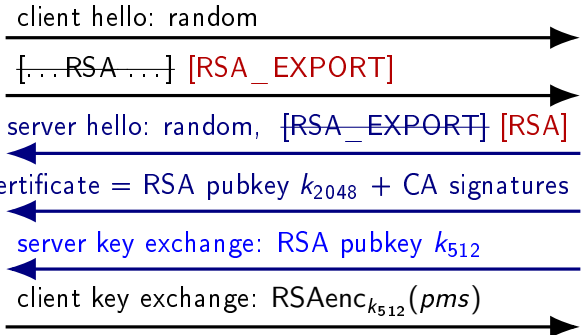 client hello: random
[...RSA ...] [RSA_EXPORT]
server hello: random, [RSA_EXPORT] [RSA]
ertificate = RSA pubkey k2048 + CA signatures
server key exchange: RSA pubkey k512
client key exchange: RSAenck512(pms)